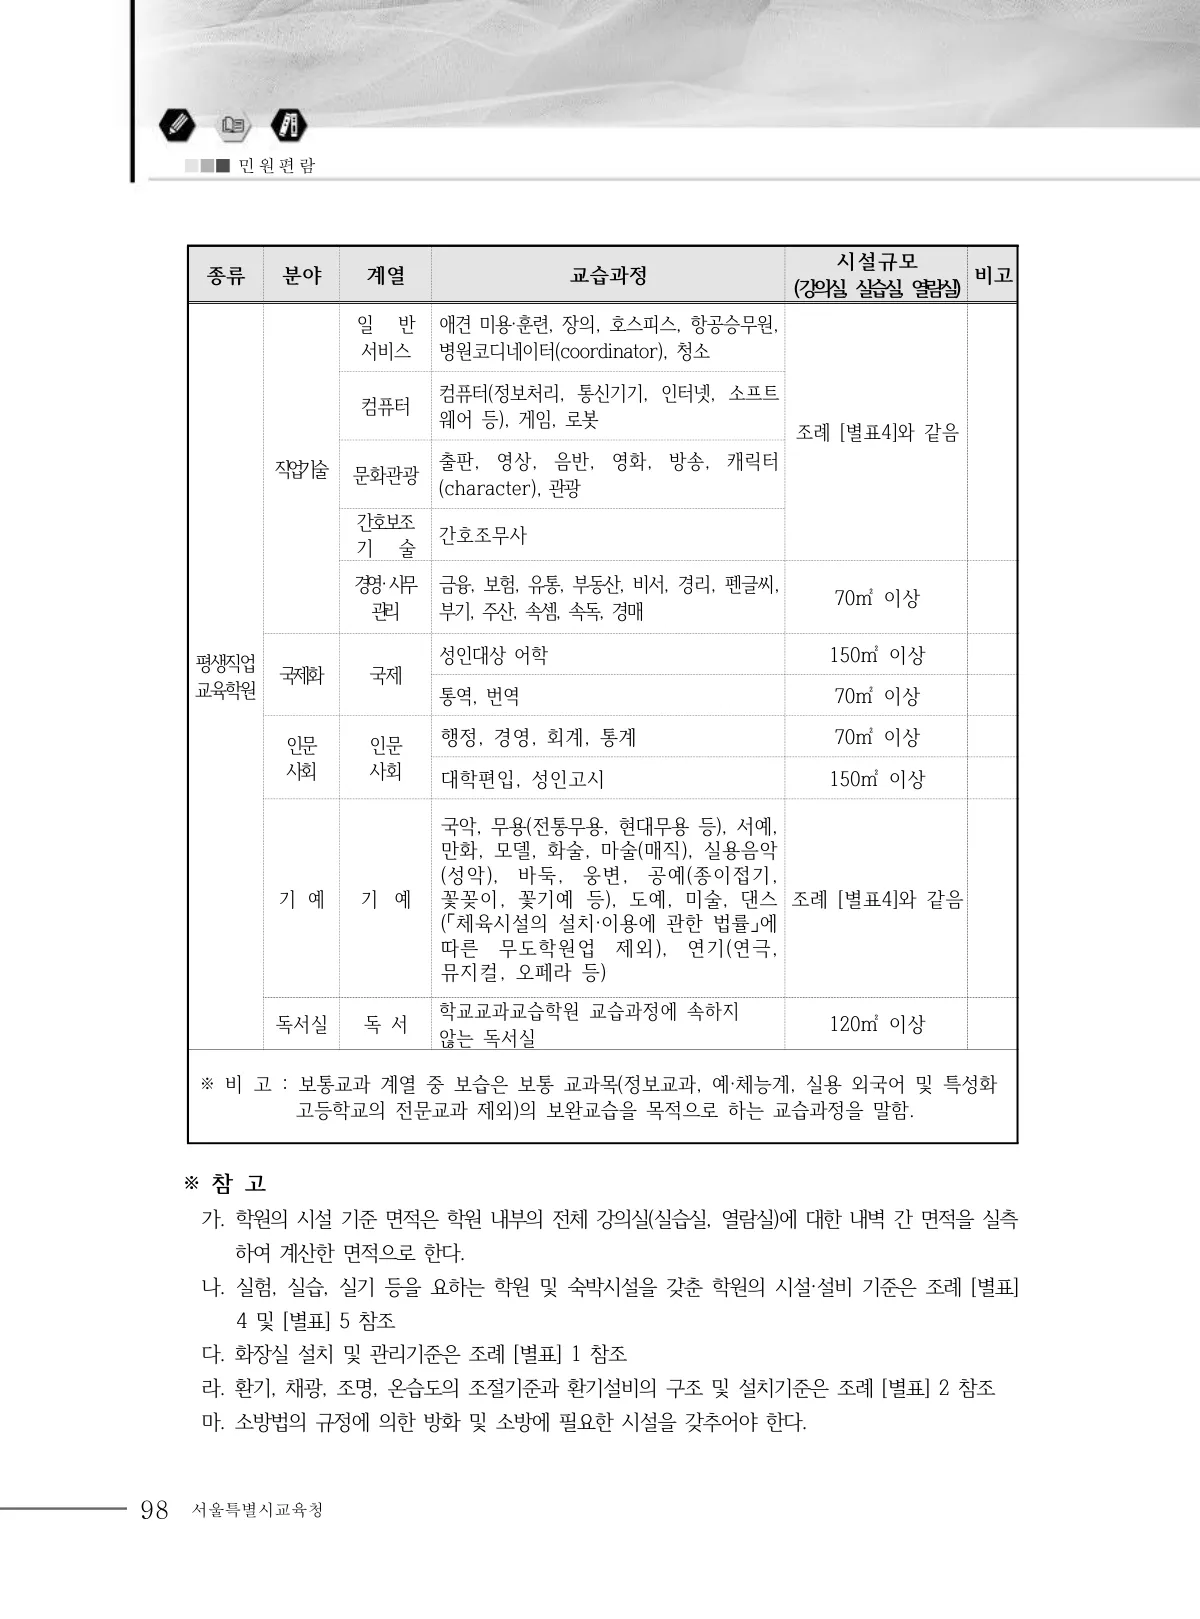 민원편람
종류 분야 계열 교습과정 시설규모 (강의실, 실습실, 열람실) 비고
평생직업
교육학원
직업기술
일 반
서비스
애견 미용·훈련, 장의, 호스피스, 항공승무원,
병원코디네이터(coordinator), 청소
조례 [별표4]와 같음
컴퓨터
컴퓨터(정보처리, 통신기기, 인터넷, 소프트
웨어 등), 게임, 로봇
문화관광
출판, 영상, 음반, 영화, 방송, 캐릭터
(character), 관광
간호보조
기 술
간호조무사
경영·사무
관리
금융, 보험, 유통, 부동산, 비서, 경리, 펜글씨,
부기, 주산, 속셈, 속독, 경매
70㎡ 이상
국제화
국제
성인대상 어학 150㎡ 이상
통역, 번역 70㎡ 이상
인문
사회
인문
사회
행정, 경영, 회계, 통계 70㎡ 이상
대학편입, 성인고시 150㎡ 이상
기 예
기 예
국악, 무용(전통무용, 현대무용 등), 서예,
만화, 모델, 화술, 마술(매직), 실용음악
(성악), 바둑, 웅변, 공예(종이접기,
꽃꽂이, 꽃기예 등), 도예, 미술, 댄스
(「체육시설의 설치·이용에 관한 법률」에
따른 무도학원업 제외), 연기(연극,
뮤지컬, 오페라 등)
조례 [별표4]와 같음
독서실
독 서
학교교과교습학원 교습과정에 속하지
않는 독서실
120㎡ 이상
※ 비 고 : 보통교과 계열 중 보습은 보통 교과목(정보교과, 예·체능계, 실용 외국어 및 특성화
고등학교의 전문교과 제외)의 보완교습을 목적으로 하는 교습과정을 말함.
※ 참 고
가. 학원의 시설 기준 면적은 학원 내부의 전체 강의실(실습실, 열람실)에 대한 내벽 간 면적을 실측
하여 계산한 면적으로 한다.
나. 실험, 실습, 실기 등을 요하는 학원 및 숙박시설을 갖춘 학원의 시설·설비 기준은 조례 [별표]
4 및 [별표] 5 참조
다. 화장실 설치 및 관리기준은 조례 [별표] 1 참조
라. 환기, 채광, 조명, 온습도의 조절기준과 환기설비의 구조 및 설치기준은 조례 [별표] 2 참조
마. 소방법의 규정에 의한 방화 및 소방에 필요한 시설을 갖추어야 한다.
98 서울특별시교육청